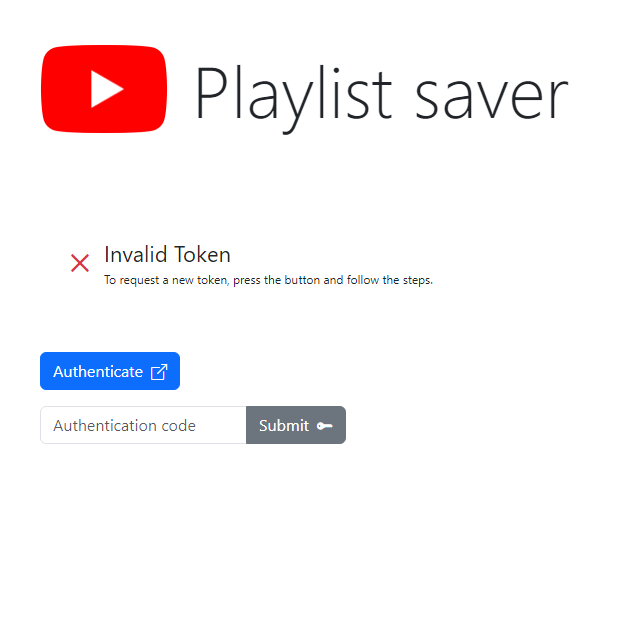 Playlist saver
Invalid Token
To request a new token, press the button and follow the steps.
Authenticate
Authentication code
Submit